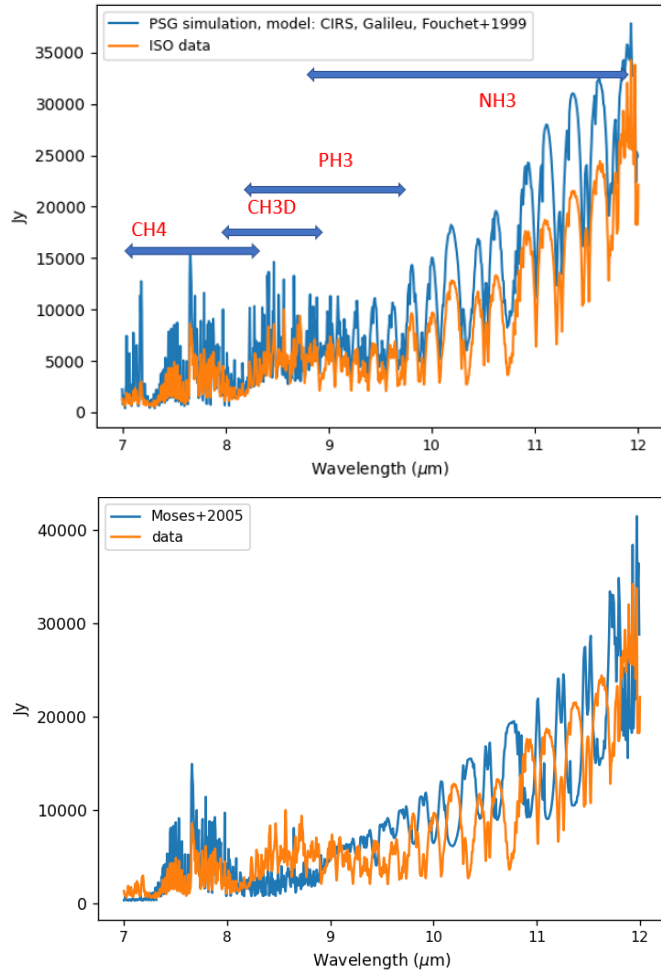 PSG simulation, model: CIRS, Galileu, Fouchet+1999
ISO data
35000
30000
25000
20000
15000
10000
5000
0
Jy
NH3
PH3
CH3D
CH4
7 8 9 10 11 12
Wavelength (μm)
Moses+2005
data
40000
30000
20000
10000
0
Jy
7 8 9 10 11 12
Wavelength (μm)